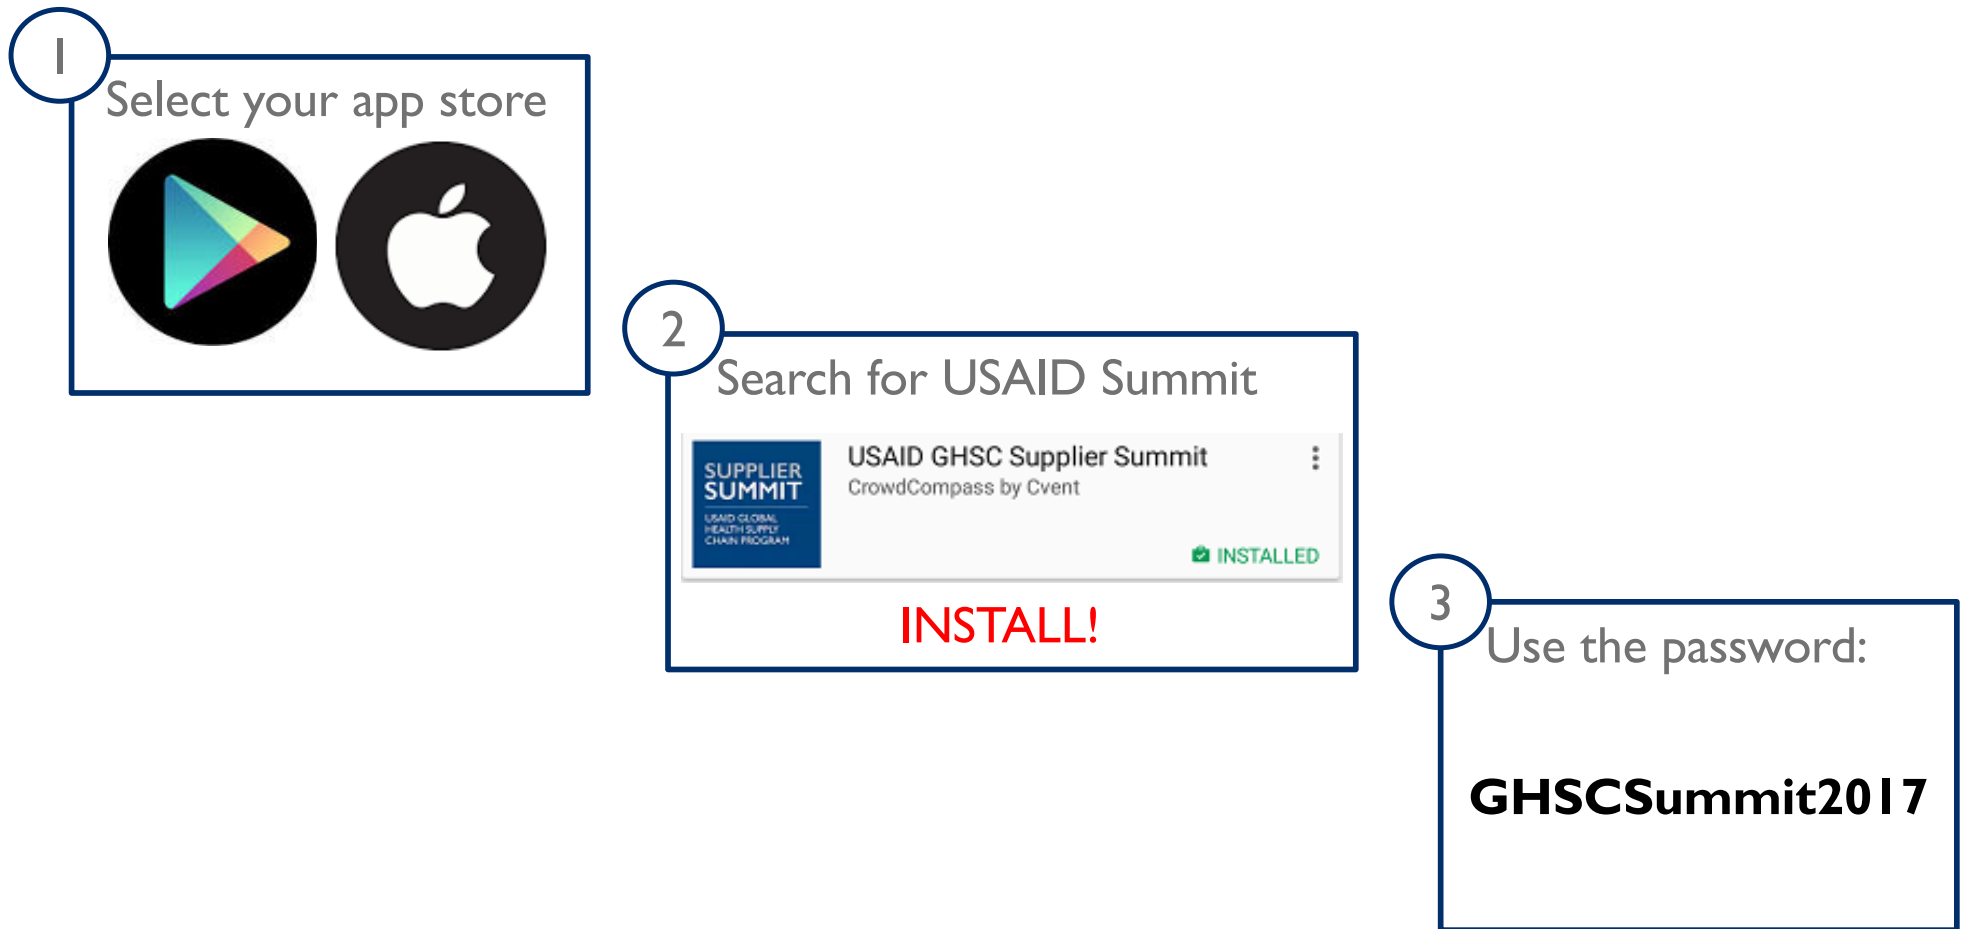 1
Select your app store
2
Search for USAID Summit
SUPPLIER
SUMMIT
USAID GLOBAL
HEALTH SUPPLY
CHAIN PROGRAM
USAID GHSC Supplier Summit
CrowdCompass by Cvent
INSTALLED
INSTALL!
3
Use the password:
GHSCSummit2017